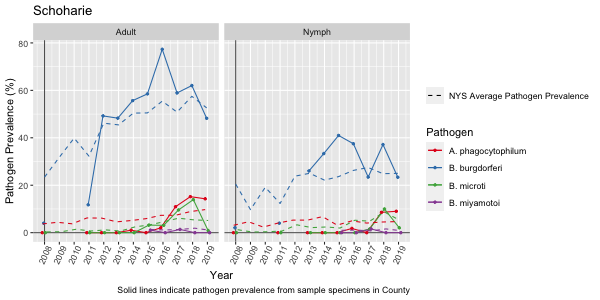 Schoharie
Adult
Nymph
Pathogen Prevalence (%)
80
60
40
20
0
2008 2009 2010 2011 2012 2013 2014 2015 2016 2017 2018 2019
2008 2009 2010 2011 2012 2013 2014 2015 2016 2017 2018 2019
Year
Solid lines indicate pathogen prevalence from sample specimens in County
NYS Average Pathogen Prevalence
Pathogen
A. phagocytophilum
B. burgdorferi
B. microti
B. miyamotoi